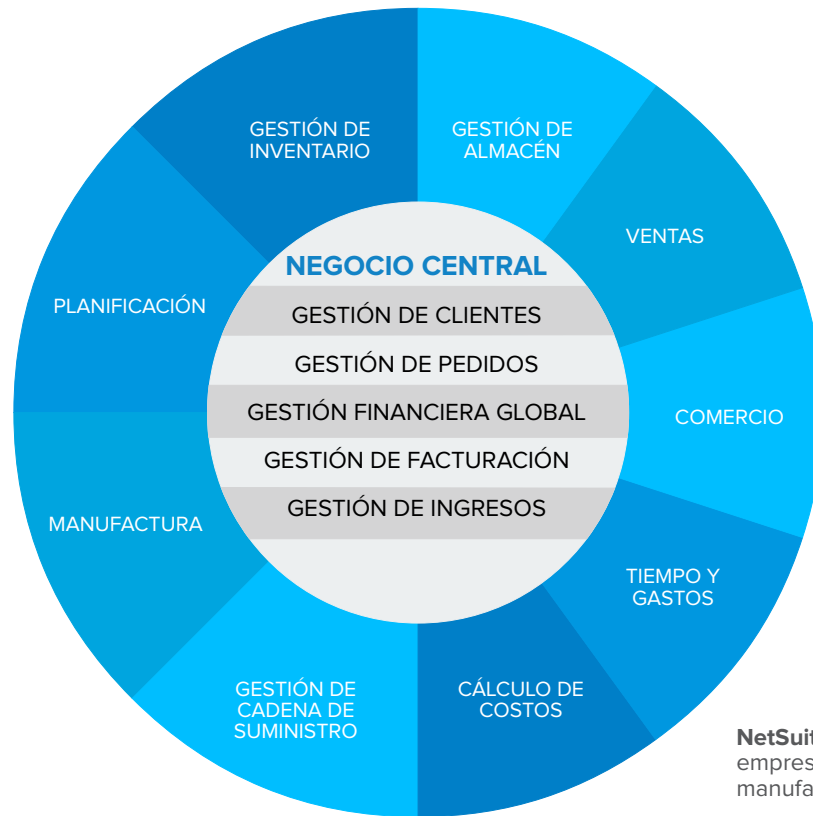 GESTIÓN DE
INVENTARIO
GESTIÓN DE
ALMACÉN
VENTAS
COMERCIO
TIEMPO Y
GASTOS
CÁLCULO DE
COSTOS
GESTIÓN DE
CADENA DE
SUMINISTRO
MANUFACTURA
PLANIFICACIÓN
NEGOCIO CENTRAL
GESTIÓN DE CLIENTES
GESTIÓN DE PEDIDOS
GESTIÓN FINANCIERA GLOBAL
GESTIÓN DE FACTURACIÓN
GESTIÓN DE INGRESOS